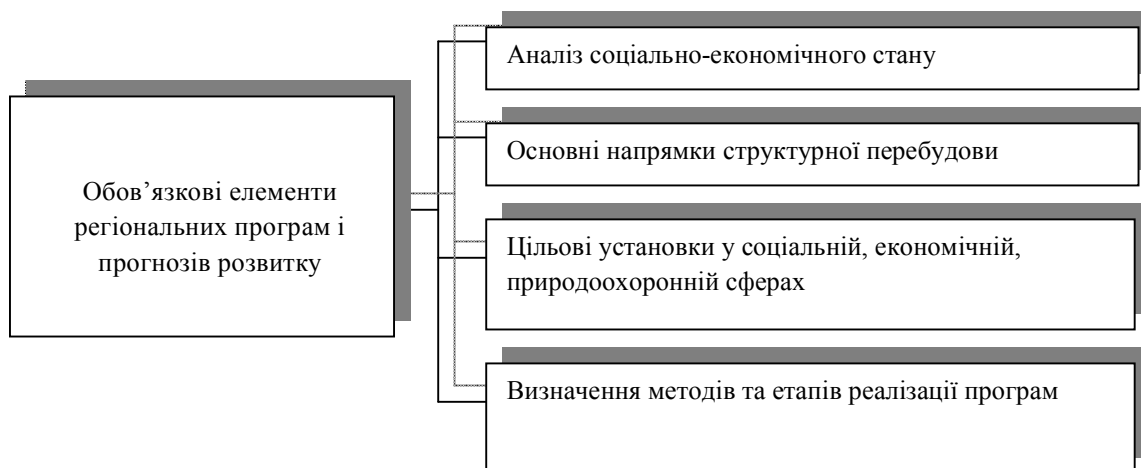 Обов’язкові елементи
регіональних програм і
прогнозів розвитку
Аналіз соціально-економічного стану
Основні напрямки структурної перебудови
Цільові установки у соціальній, економічній,
природоохоронній сферах
Визначення методів та етапів реалізації програм